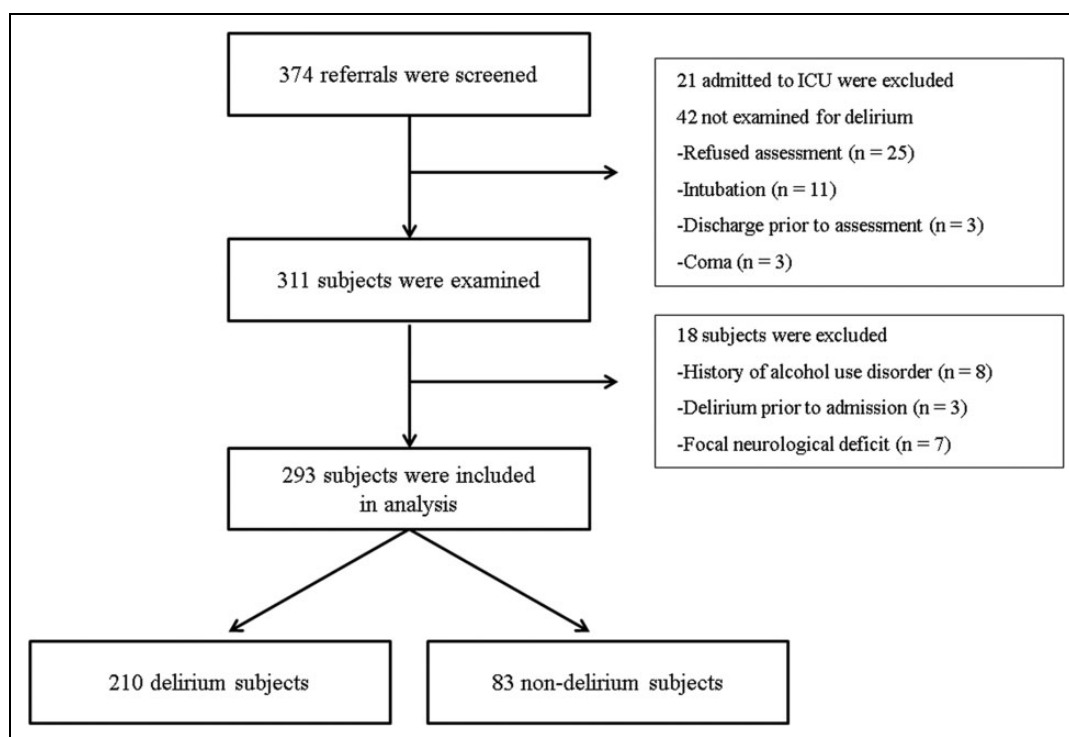 374 referrals were screened
21 admitted to ICU were excluded
42 not examined for delirium
-Refused assessment (n = 25)
-Intubation (n = 11)
-Discharge prior to assessment (n = 3)
-Coma (n = 3)
311 subjects were examined
18 subjects were excluded
-History of alcohol use disorder (n = 8)
-Delirium prior to admission (n = 3)
-Focal neurological deficit (n = 7)
293 subjects were included
in analysis
210 delirium subjects
83 non-delirium subjects